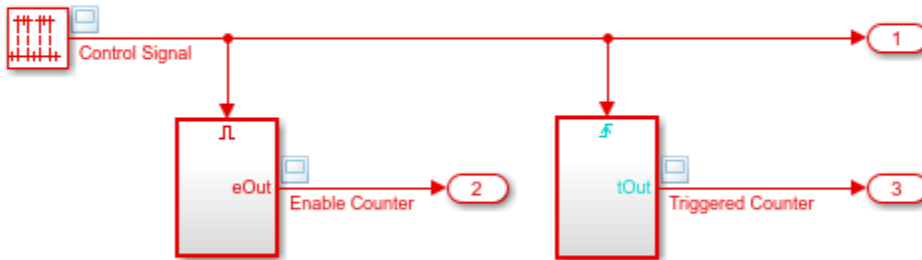 Control Signal
1
eOut
Enable Counter
2
tOut
Triggered Counter
3